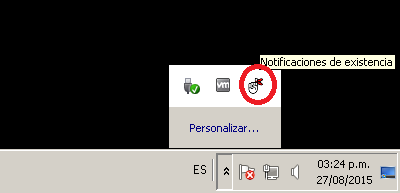 Notificaciones de existencia
vm
Personalizar...
ES
03:24 p.m.
27/08/2015